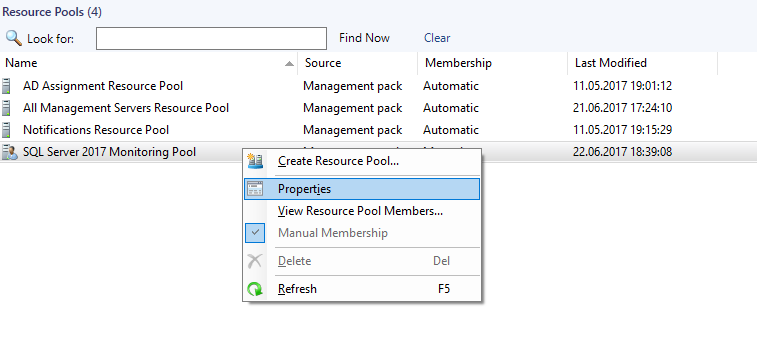 Resource Pools (4)
Look for: Find Now Clear
Name Source Membership Last Modified
AD Assignment Resource Pool Management pack Automatic 11.05.2017 19:01:12
All Management Servers Resource Pool Management pack Automatic 21.06.2017 17:24:10
Notifications Resource Pool Management pack Automatic 11.05.2017 19:15:29
SQL Server 2017 Monitoring Pool 22.06.2017 18:39:08
Create Resource Pool...
Properties
View Resource Pool Members...
Manual Membership
Delete Del
Refresh F5